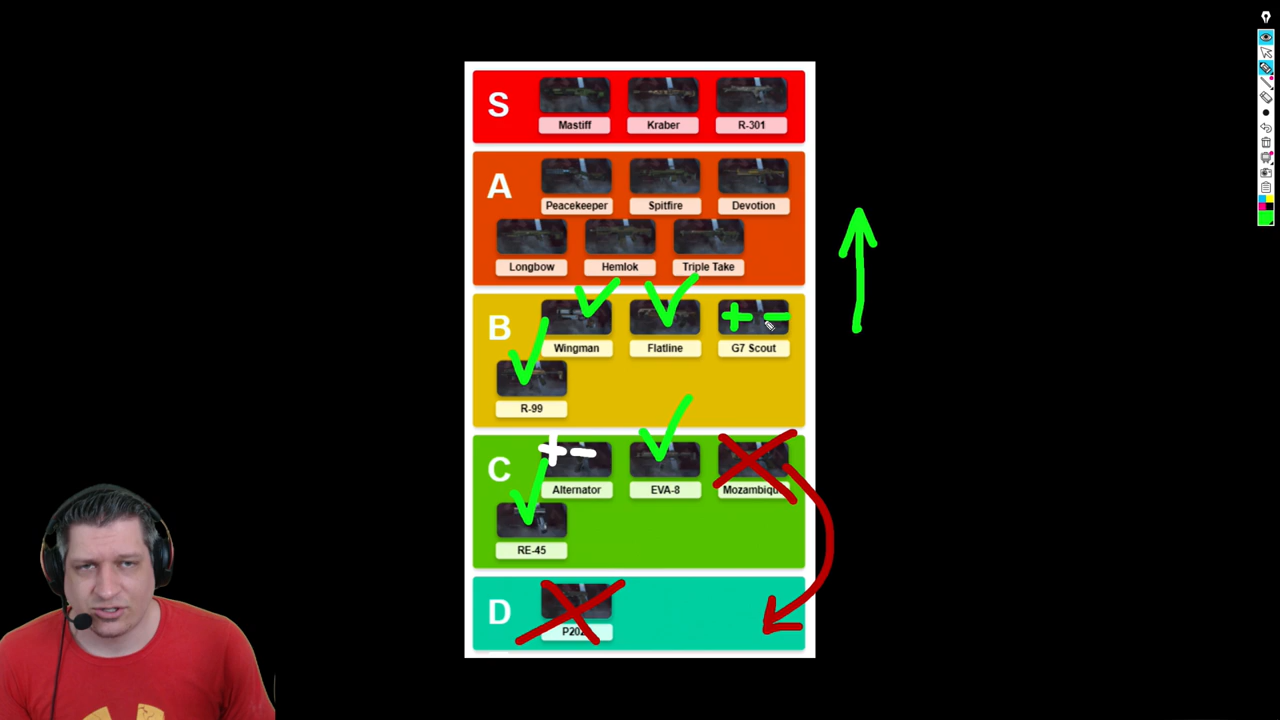 S
Mastiff Kraber R-301
A
Peacekeeper Spitfire Devotion
Longbow Hemlok Triple Take
B
Wingman Flatline G7 Scout
R-99
+ -
C
Alternator EVA-8
RE-45
+ -
D